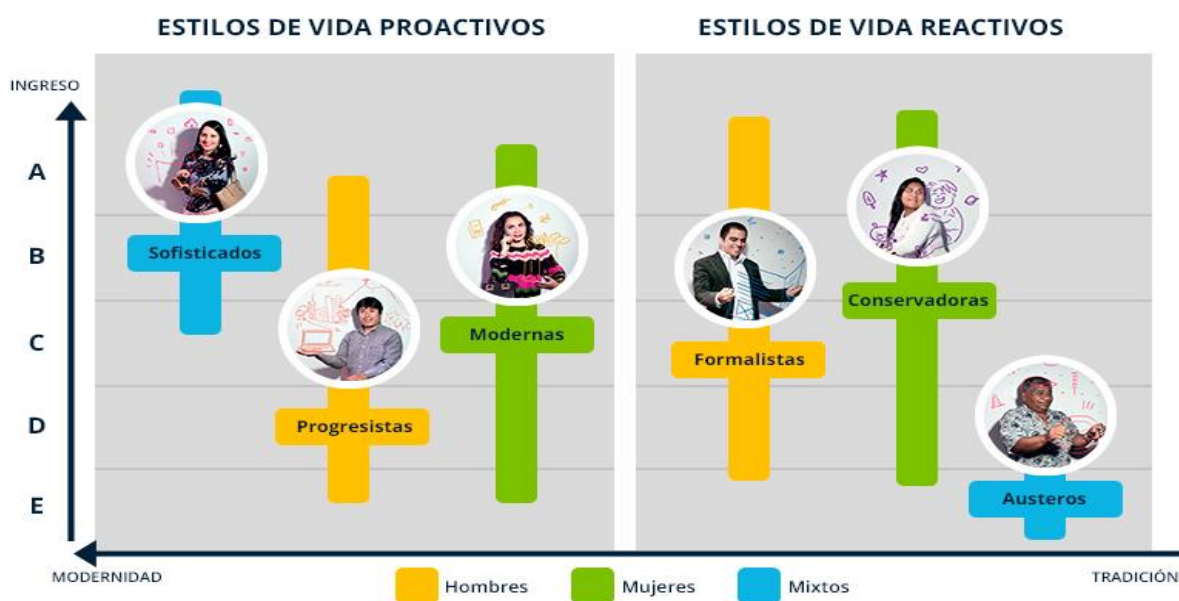 ESTILOS DE VIDA PROACTIVOS
ESTILOS DE VIDA REACTIVOS
INGRESO
A
B
C
D
E
Sofisticados
Progresistas
Modernas
Formalistas
Conservadoras
Austeros
MODERNIDAD
TRADICIÓN
Hombres
Mujeres
Mixtos